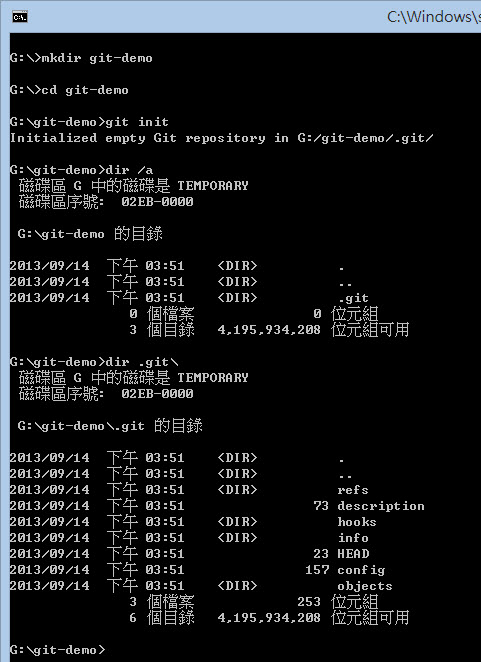 C:\Windows\s
G:\>mkdir git-demo
G:\>cd git-demo
G:\git-demo>git init
Initialized empty Git repository in G:/git-demo/.git/
G:\git-demo>dir /a
磁碟區 G 中的磁碟是 TEMPORARY
磁碟區序號:  02EB-0000
G:\git-demo 的目錄
2013/09/14  下午 03:51    <DIR>          .
2013/09/14  下午 03:51    <DIR>          ..
2013/09/14  下午 03:51    <DIR>          .git
0 個檔案               0 位元組
3 個目錄   4,195,934,208 位元組可用
G:\git-demo>dir .git\
磁碟區 G 中的磁碟是 TEMPORARY
磁碟區序號:  02EB-0000
G:\git-demo\.git 的目錄
2013/09/14  下午 03:51    <DIR>          .
2013/09/14  下午 03:51    <DIR>          ..
2013/09/14  下午 03:51    <DIR>          refs
2013/09/14  下午 03:51                73 description
2013/09/14  下午 03:51    <DIR>          hooks
2013/09/14  下午 03:51    <DIR>          info
2013/09/14  下午 03:51                23 HEAD
2013/09/14  下午 03:51               157 config
2013/09/14  下午 03:51    <DIR>          objects
3 個檔案             253 位元組
6 個目錄   4,195,934,208 位元組可用
G:\git-demo>